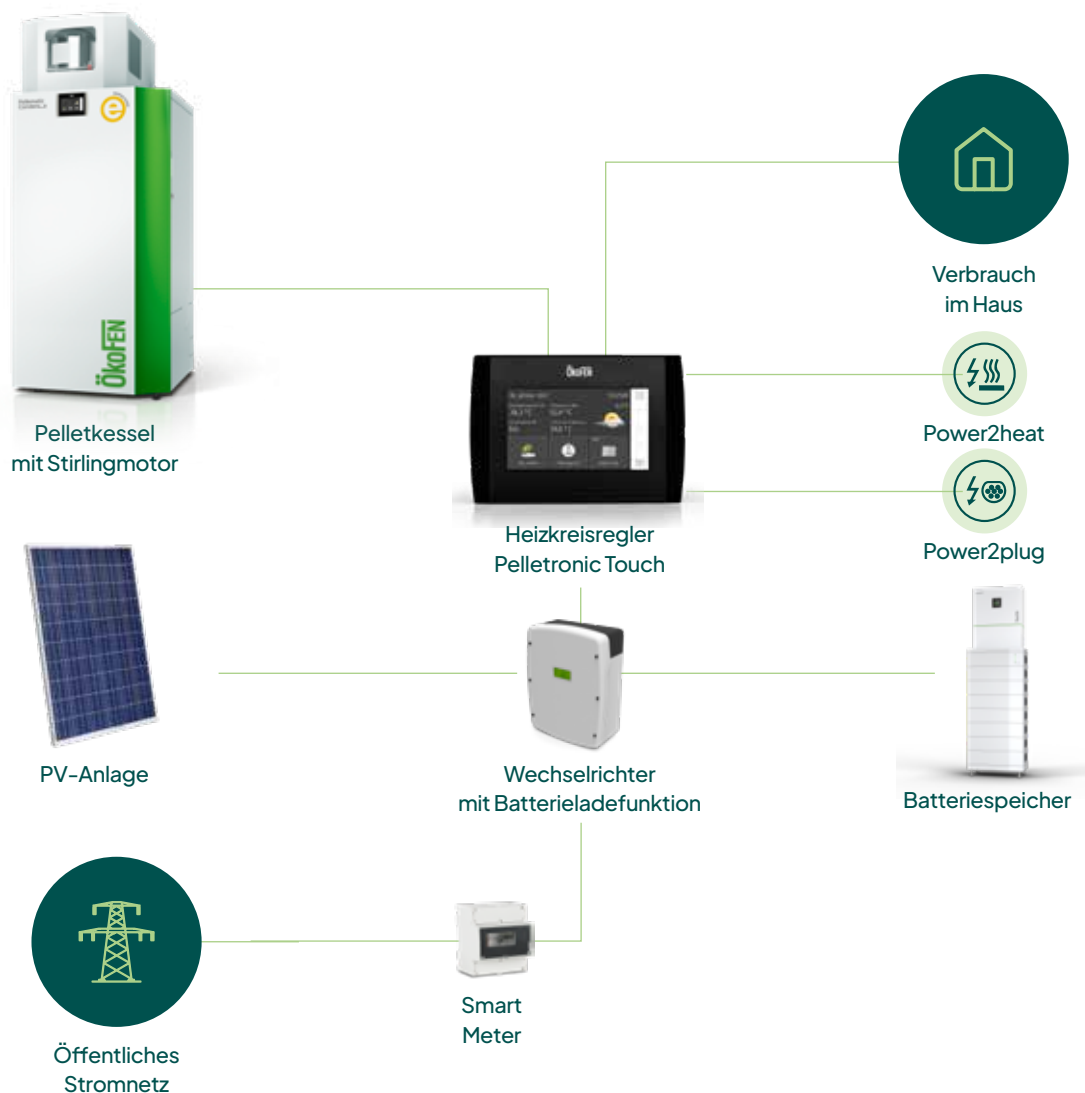 ÖkoFEN
Pelletkessel
mit Stirlingmotor
Verbrauch
im Haus
ÖkoFEN
Power2heat
Power2plug
Heizkreisregler
Pelletronic Touch
PV-Anlage
Wechselrichter
mit Batterieladefunktion
Batteriespeicher
Smart
Meter
Öffentliches
Stromnetz